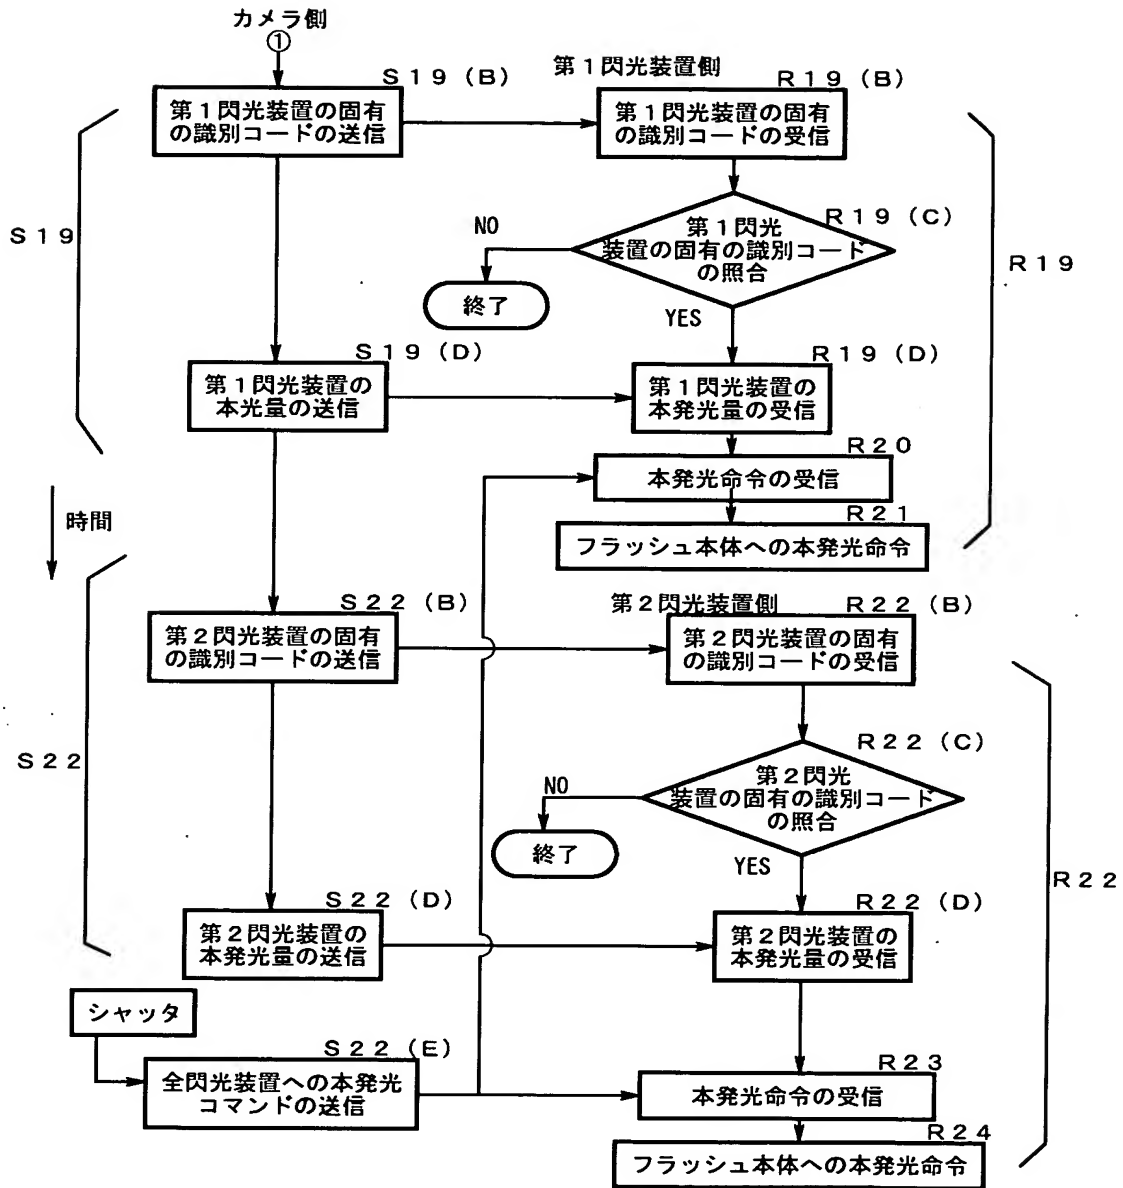 カメラ側
①
S19(B)
第1閃光装置の固有
の識別コードの送信
第1閃光装置側
R19(B)
第1閃光装置の固有
の識別コードの受信
S19
R19(C)
第1閃光
装置の固有の識別コード
の照合
NO
終了
YES
R19
S19(D)
第1閃光装置の
本光量の送信
R19(D)
第1閃光装置の
本発光量の受信
R20
本発光命令の受信
R21
フラッシュ本体への本発光命令
時間
S22(B)
第2閃光装置の固有
の識別コードの送信
第2閃光装置側
R22(B)
第2閃光装置の固有
の識別コードの受信
S22
R22(C)
第2閃光
装置の固有の識別コード
の照合
NO
終了
YES
R22
S22(D)
第2閃光装置の
本発光量の送信
R22(D)
第2閃光装置の
本発光量の受信
シャッタ
S22(E)
全閃光装置への本発光
コマンドの送信
R23
本発光命令の受信
R24
フラッシュ本体への本発光命令